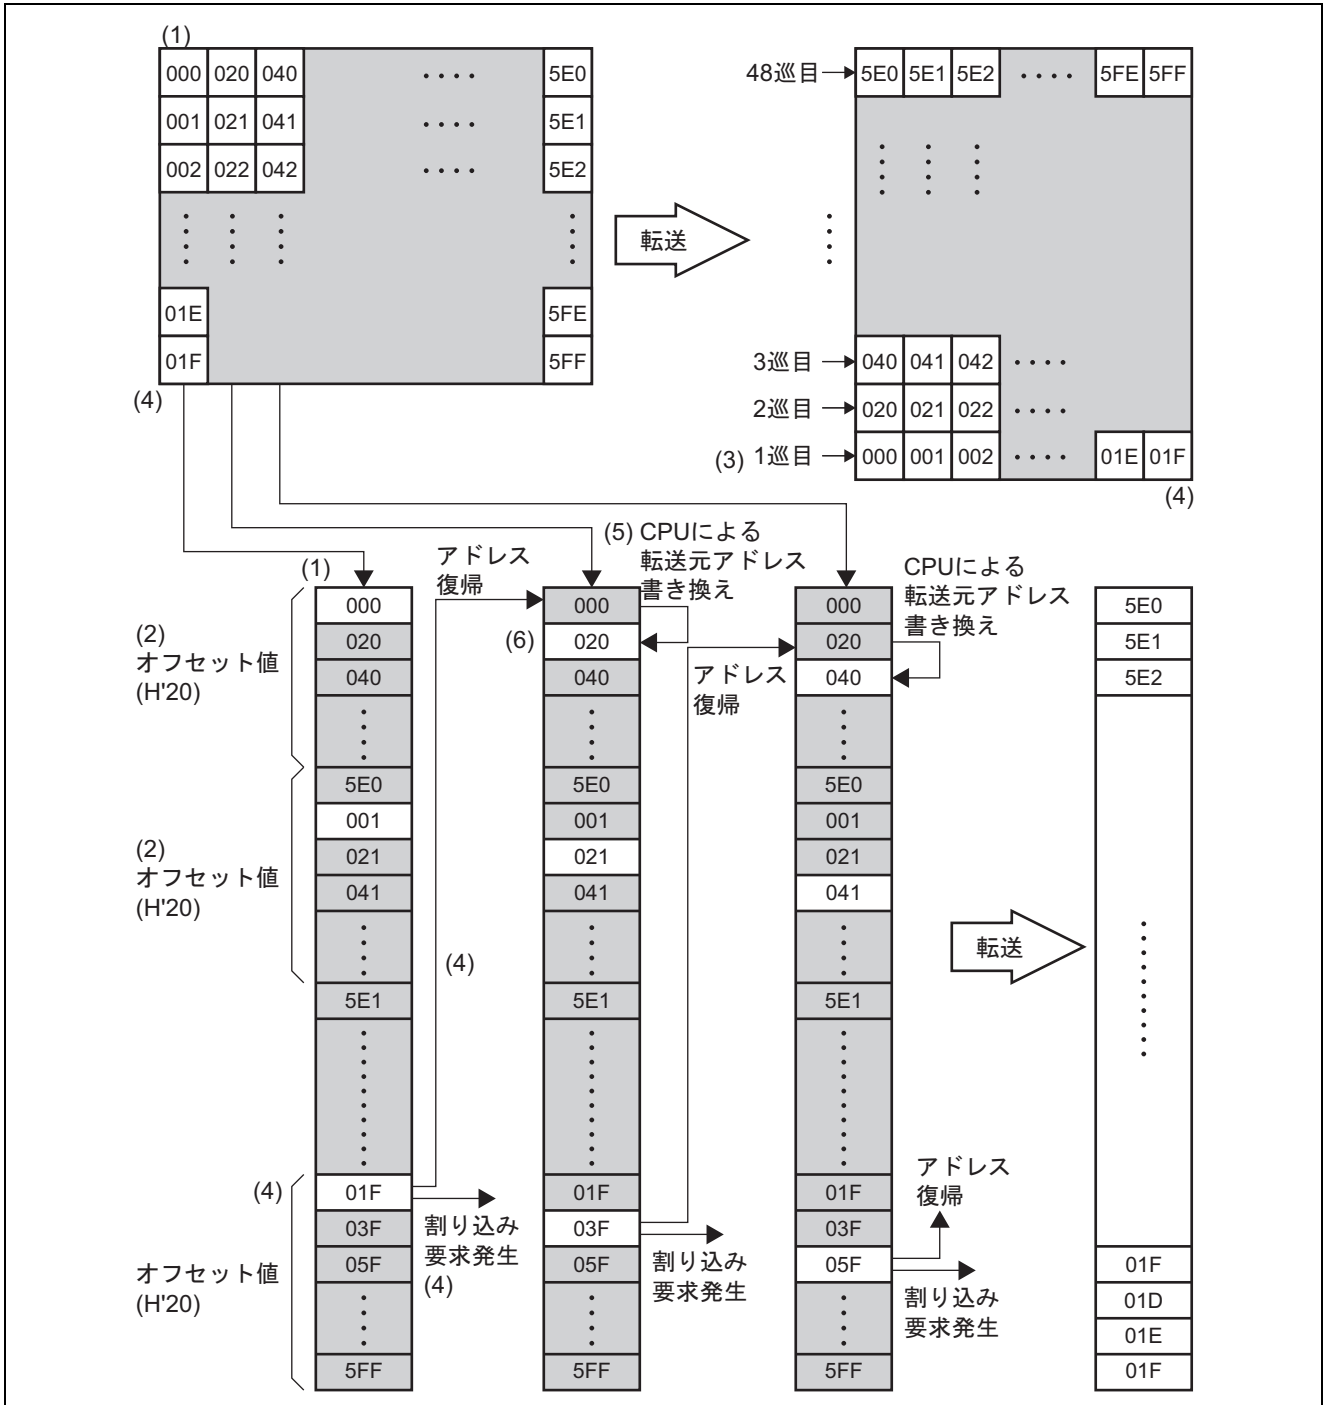 (1)
000 020 040 ････ 5E0
001 021 041 ････ 5E1
002 022 042 ････ 5E2
01E 5FE
01F 5FF
(4)
転送
48巡目 5E0 5E1 5E2 ････ 5FE 5FF
3巡目 040 041 042 ････
2巡目 020 021 022 ････
(3) 1巡目 000 001 002 ････ 01E 01F
(4)
(1)
(2)
オフセット値
(H'20)
(2)
オフセット値
(H'20)
(4)
オフセット値
(H'20)
000
020
040
5E0
001
021
041
5E1
01F
03F
05F
5FF
アドレス
復帰
(4)
割り込み
要求発生
(4)
(5) CPUによる
転送元アドレス
書き換え
(6)
000
020
040
5E0
001
021
041
5E1
01F
03F
05F
5FF
アドレス
復帰
割り込み
要求発生
CPUによる
転送元アドレス
書き換え
000
020
040
5E0
001
021
041
5E1
01F
03F
05F
5FF
アドレス
復帰
割り込み
要求発生
転送
5E0
5E1
5E2
01F
01D
01E
01F